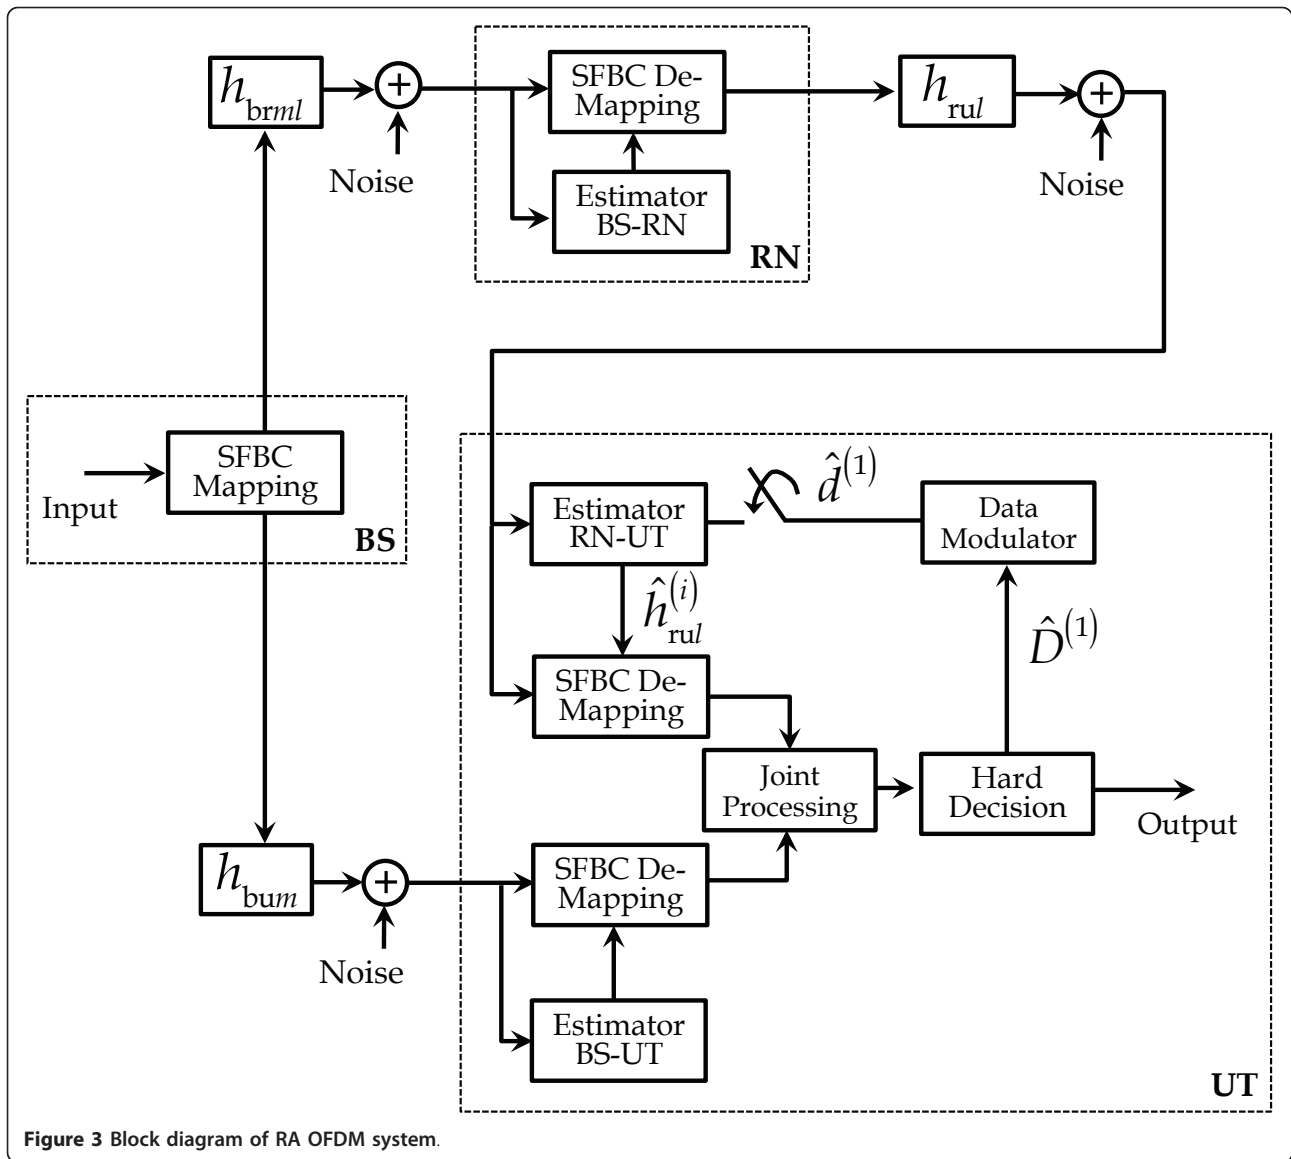 h_brml
+
Noise
SFBC De-
Mapping
Estimator
BS-RN
RN
h_rul
+
Noise
Input
SFBC
Mapping
BS
Estimator
RN-UT
d̂^(1)
Data
Modulator
ĥ_rul^(i)
D̂^(1)
SFBC De-
Mapping
Joint
Processing
Hard
Decision
Output
h_bum
+
Noise
SFBC De-
Mapping
Estimator
BS-UT
UT
Figure 3 Block diagram of RA OFDM system.